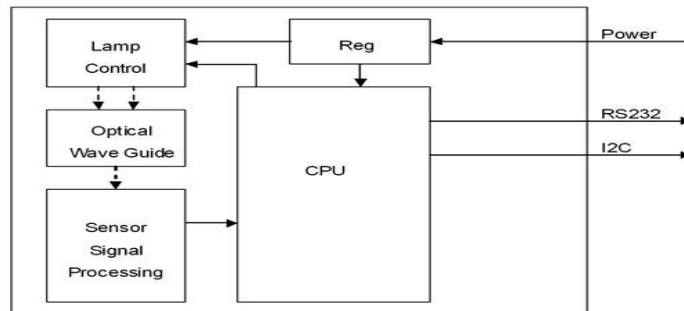 Lamp
Control
Reg
Power
Optical
Wave Guide
RS232
I2C
CPU
Sensor
Signal
Processing